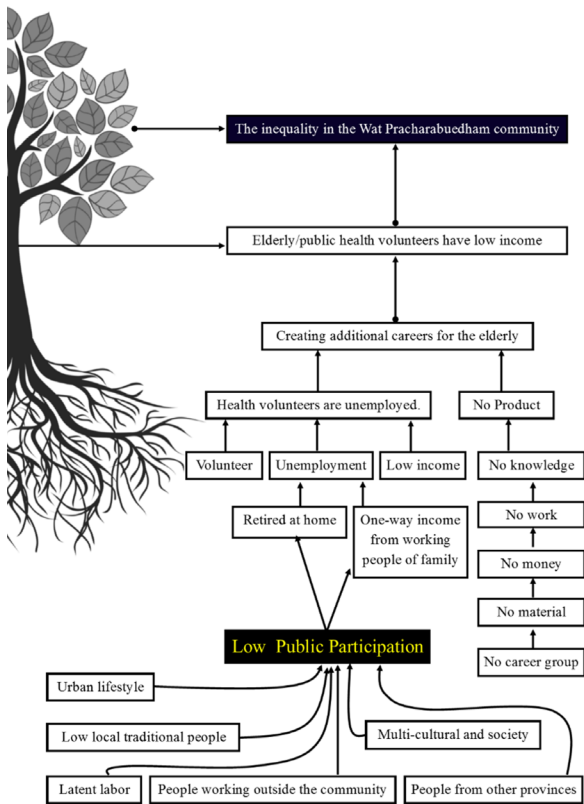 The inequality in the Wat Pracharabuedham community
Elderly/public health volunteers have low income
Creating additional careers for the elderly
Health volunteers are unemployed.
No Product
Volunteer
Unemployment
Low income
No knowledge
Retired at home
One-way income
from working
people of family
No work
No money
No material
No career group
Low Public Participation
Urban lifestyle
Low local traditional people
Multi-cultural and society
Latent labor
People working outside the community
People from other provinces